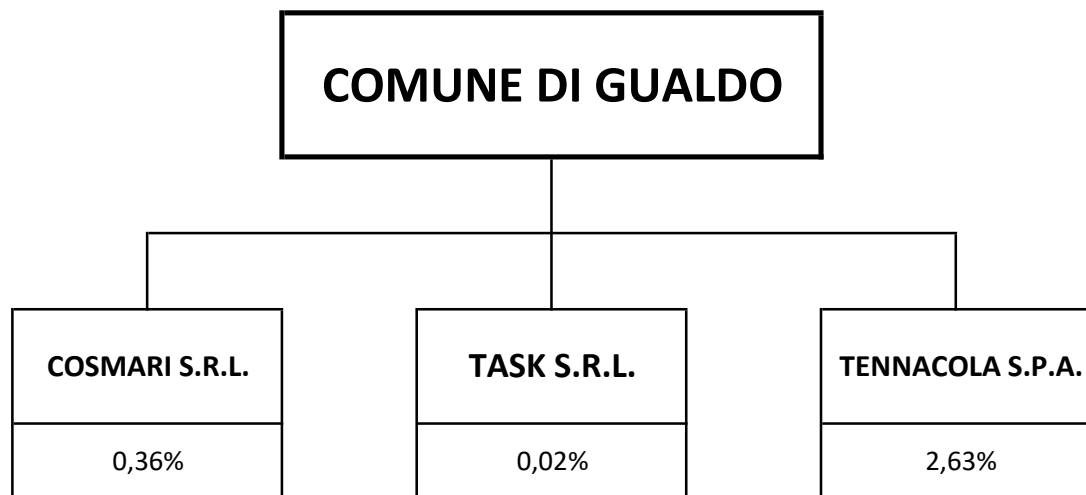 COMUNE DI GUALDO
COSMARI S.R.L.
TASK S.R.L.
TENNACOLA S.P.A.
0,36%
0,02%
2,63%